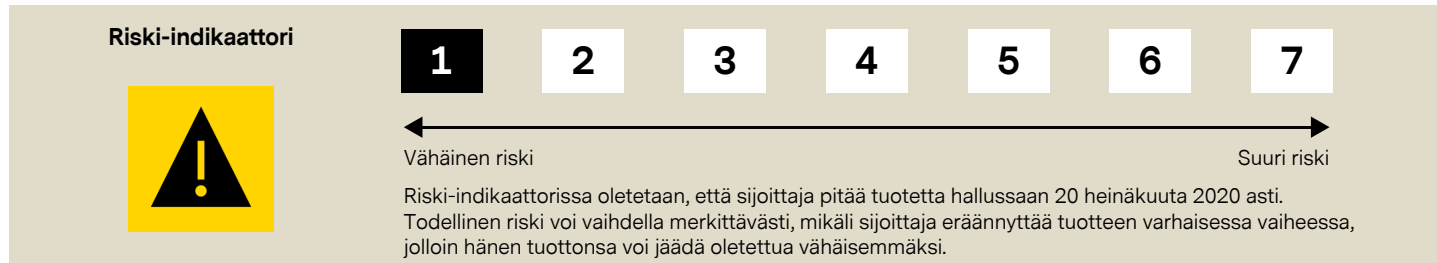 Riski-indikaattori
1 2 3 4 5 6 7
Vähäinen riski Suuri riski
Riski-indikaattorissa oletetaan, että sijoittaja pitää tuotetta hallussaan 20 heinäkuuta 2020 asti.
Todellinen riski voi vaihdella merkittävästi, mikäli sijoittaja eräännyttää tuotteen varhaisessa vaiheessa,
jolloin hänen tuottonsa voi jäädä oletettua vähäisemmäksi.